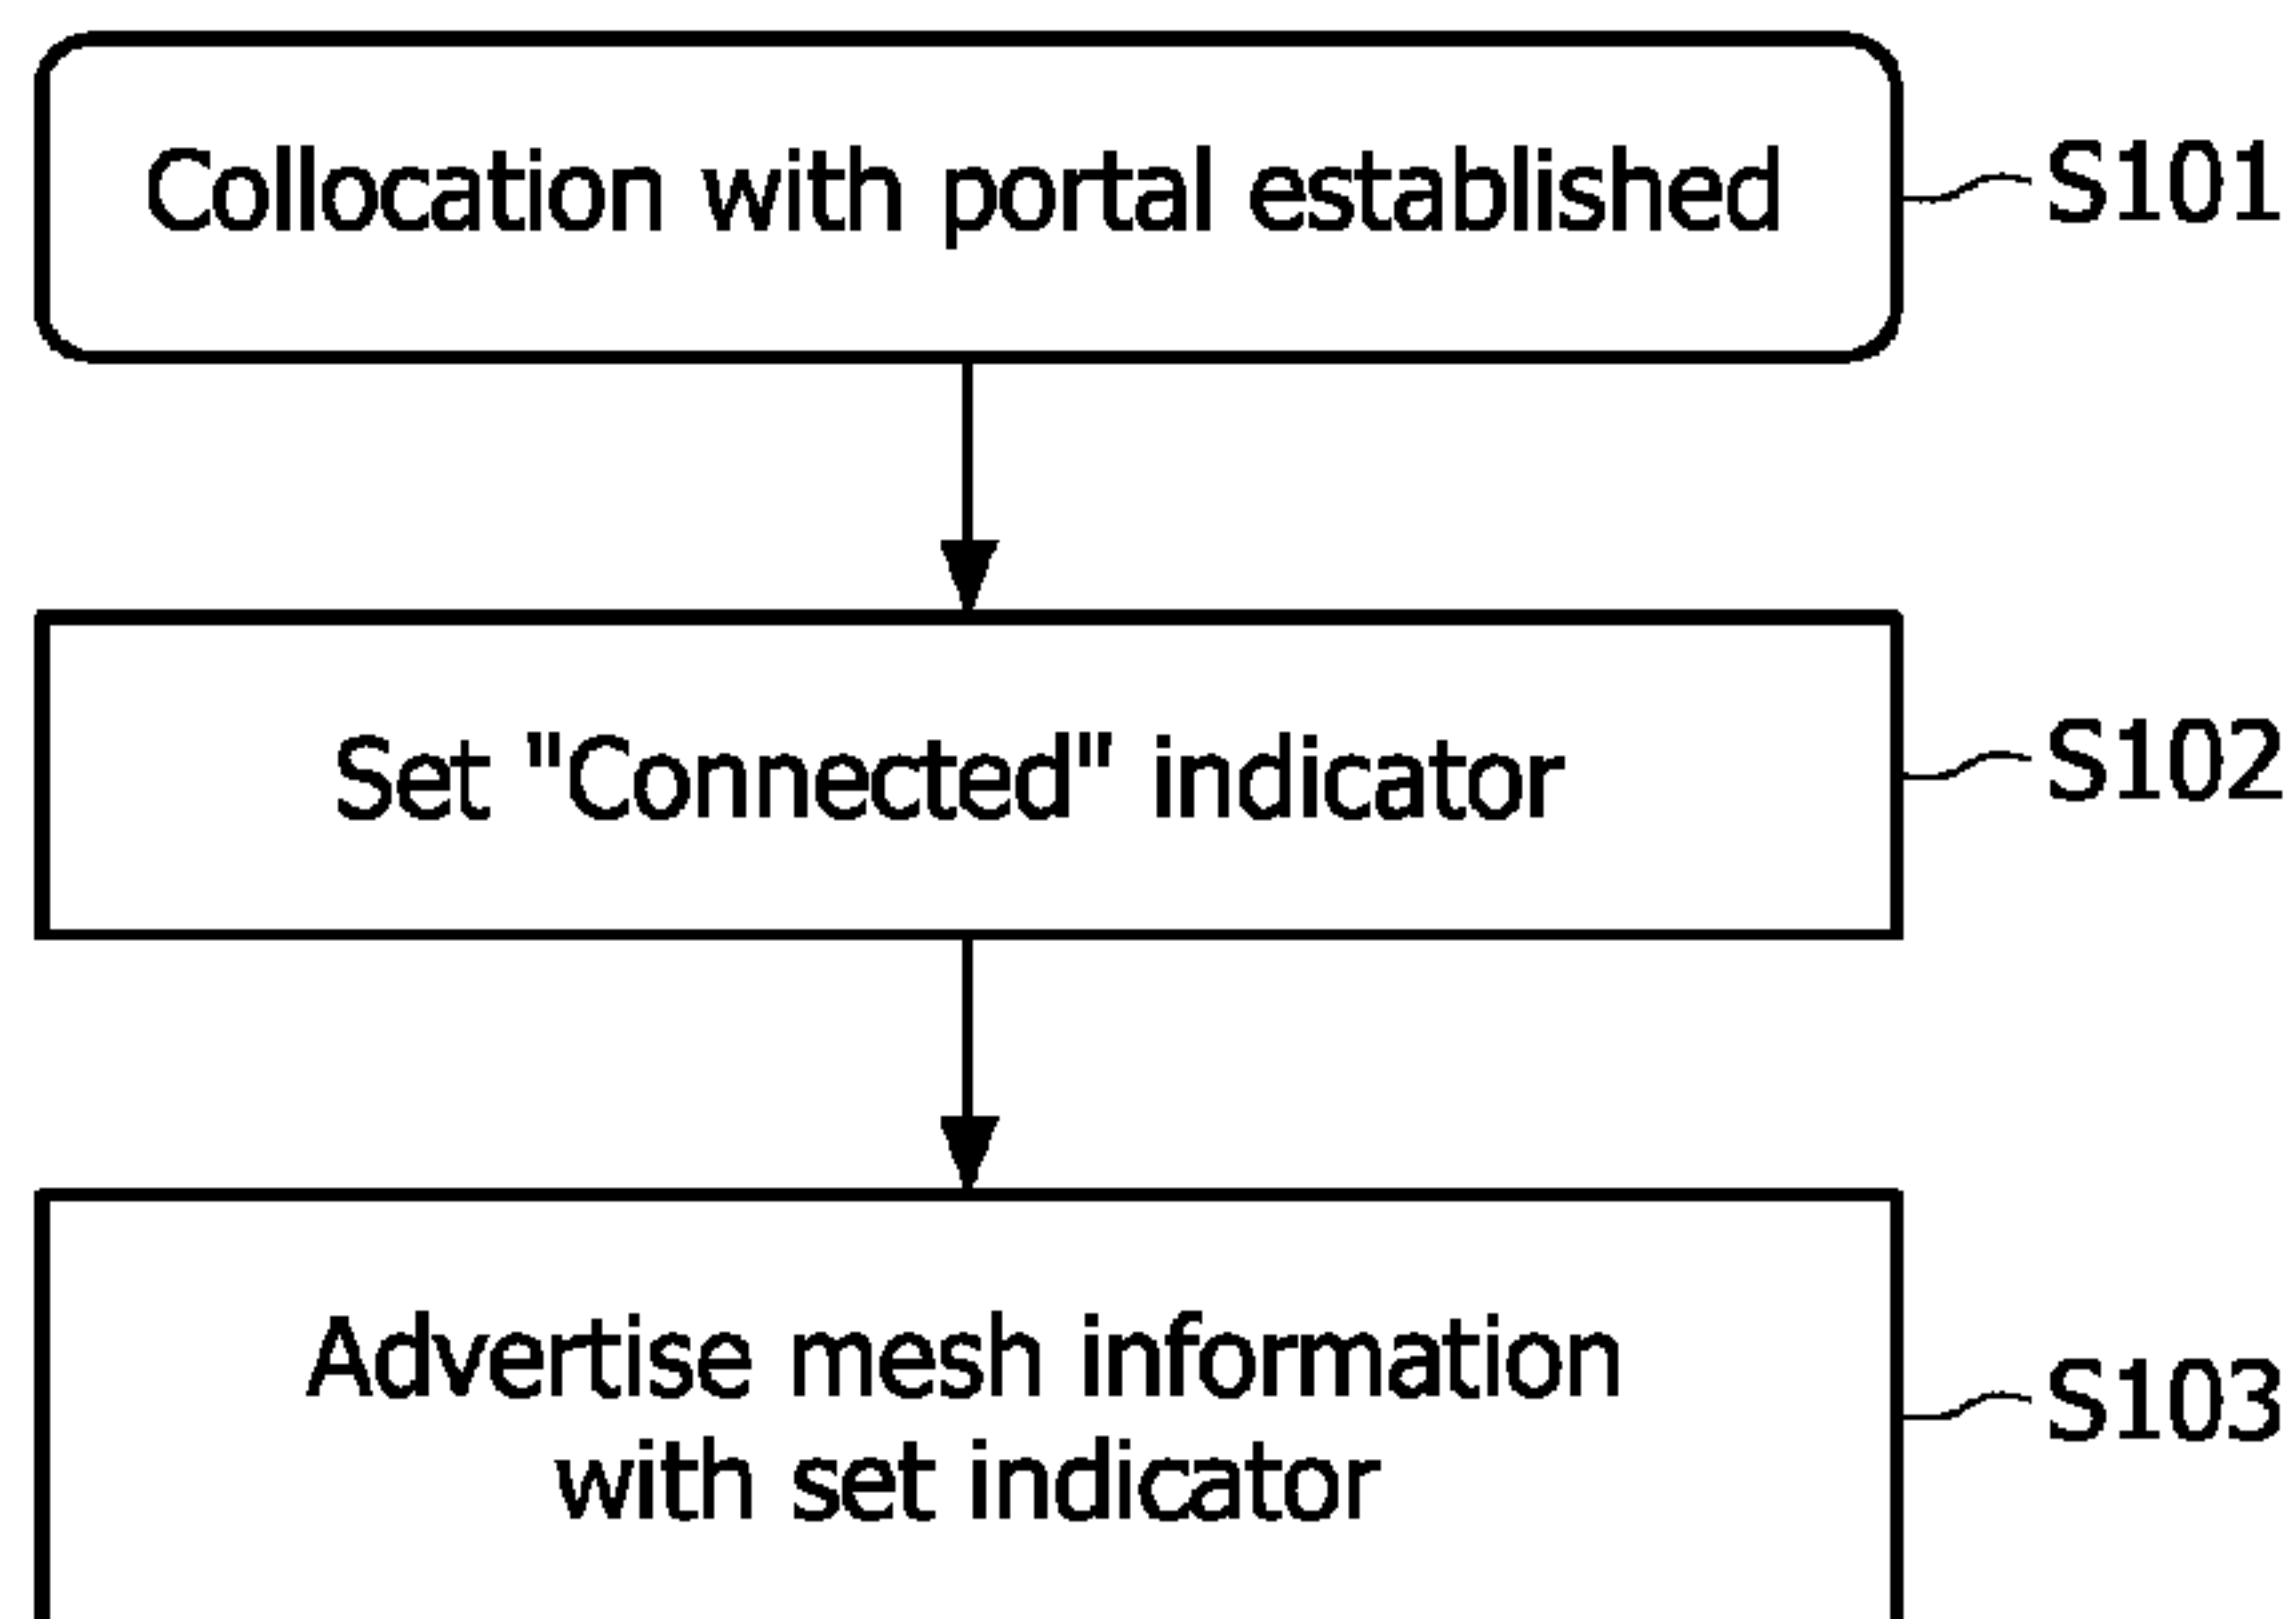 Collocation with portal established
S101
Set "Connected" indicator
S102
Advertise mesh information
with set indicator
S103